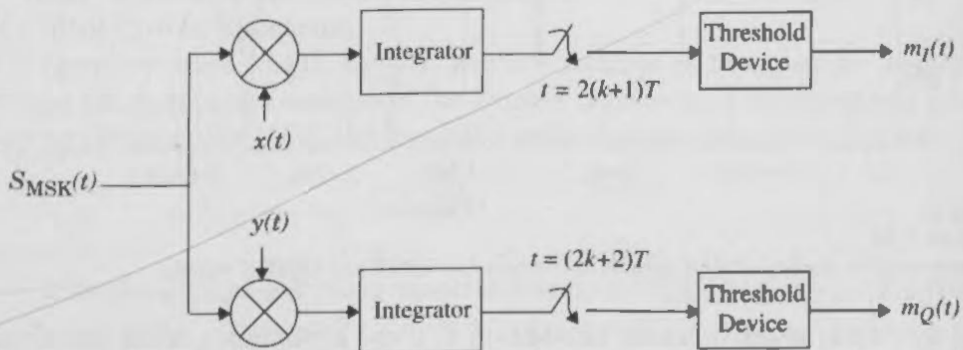 Integrator
Threshold
Device
m_I(t)
t = 2(k+1)T
x(t)
S_MSK(t)
y(t)
t = (2k+2)T
Integrator
Threshold
Device
m_Q(t)